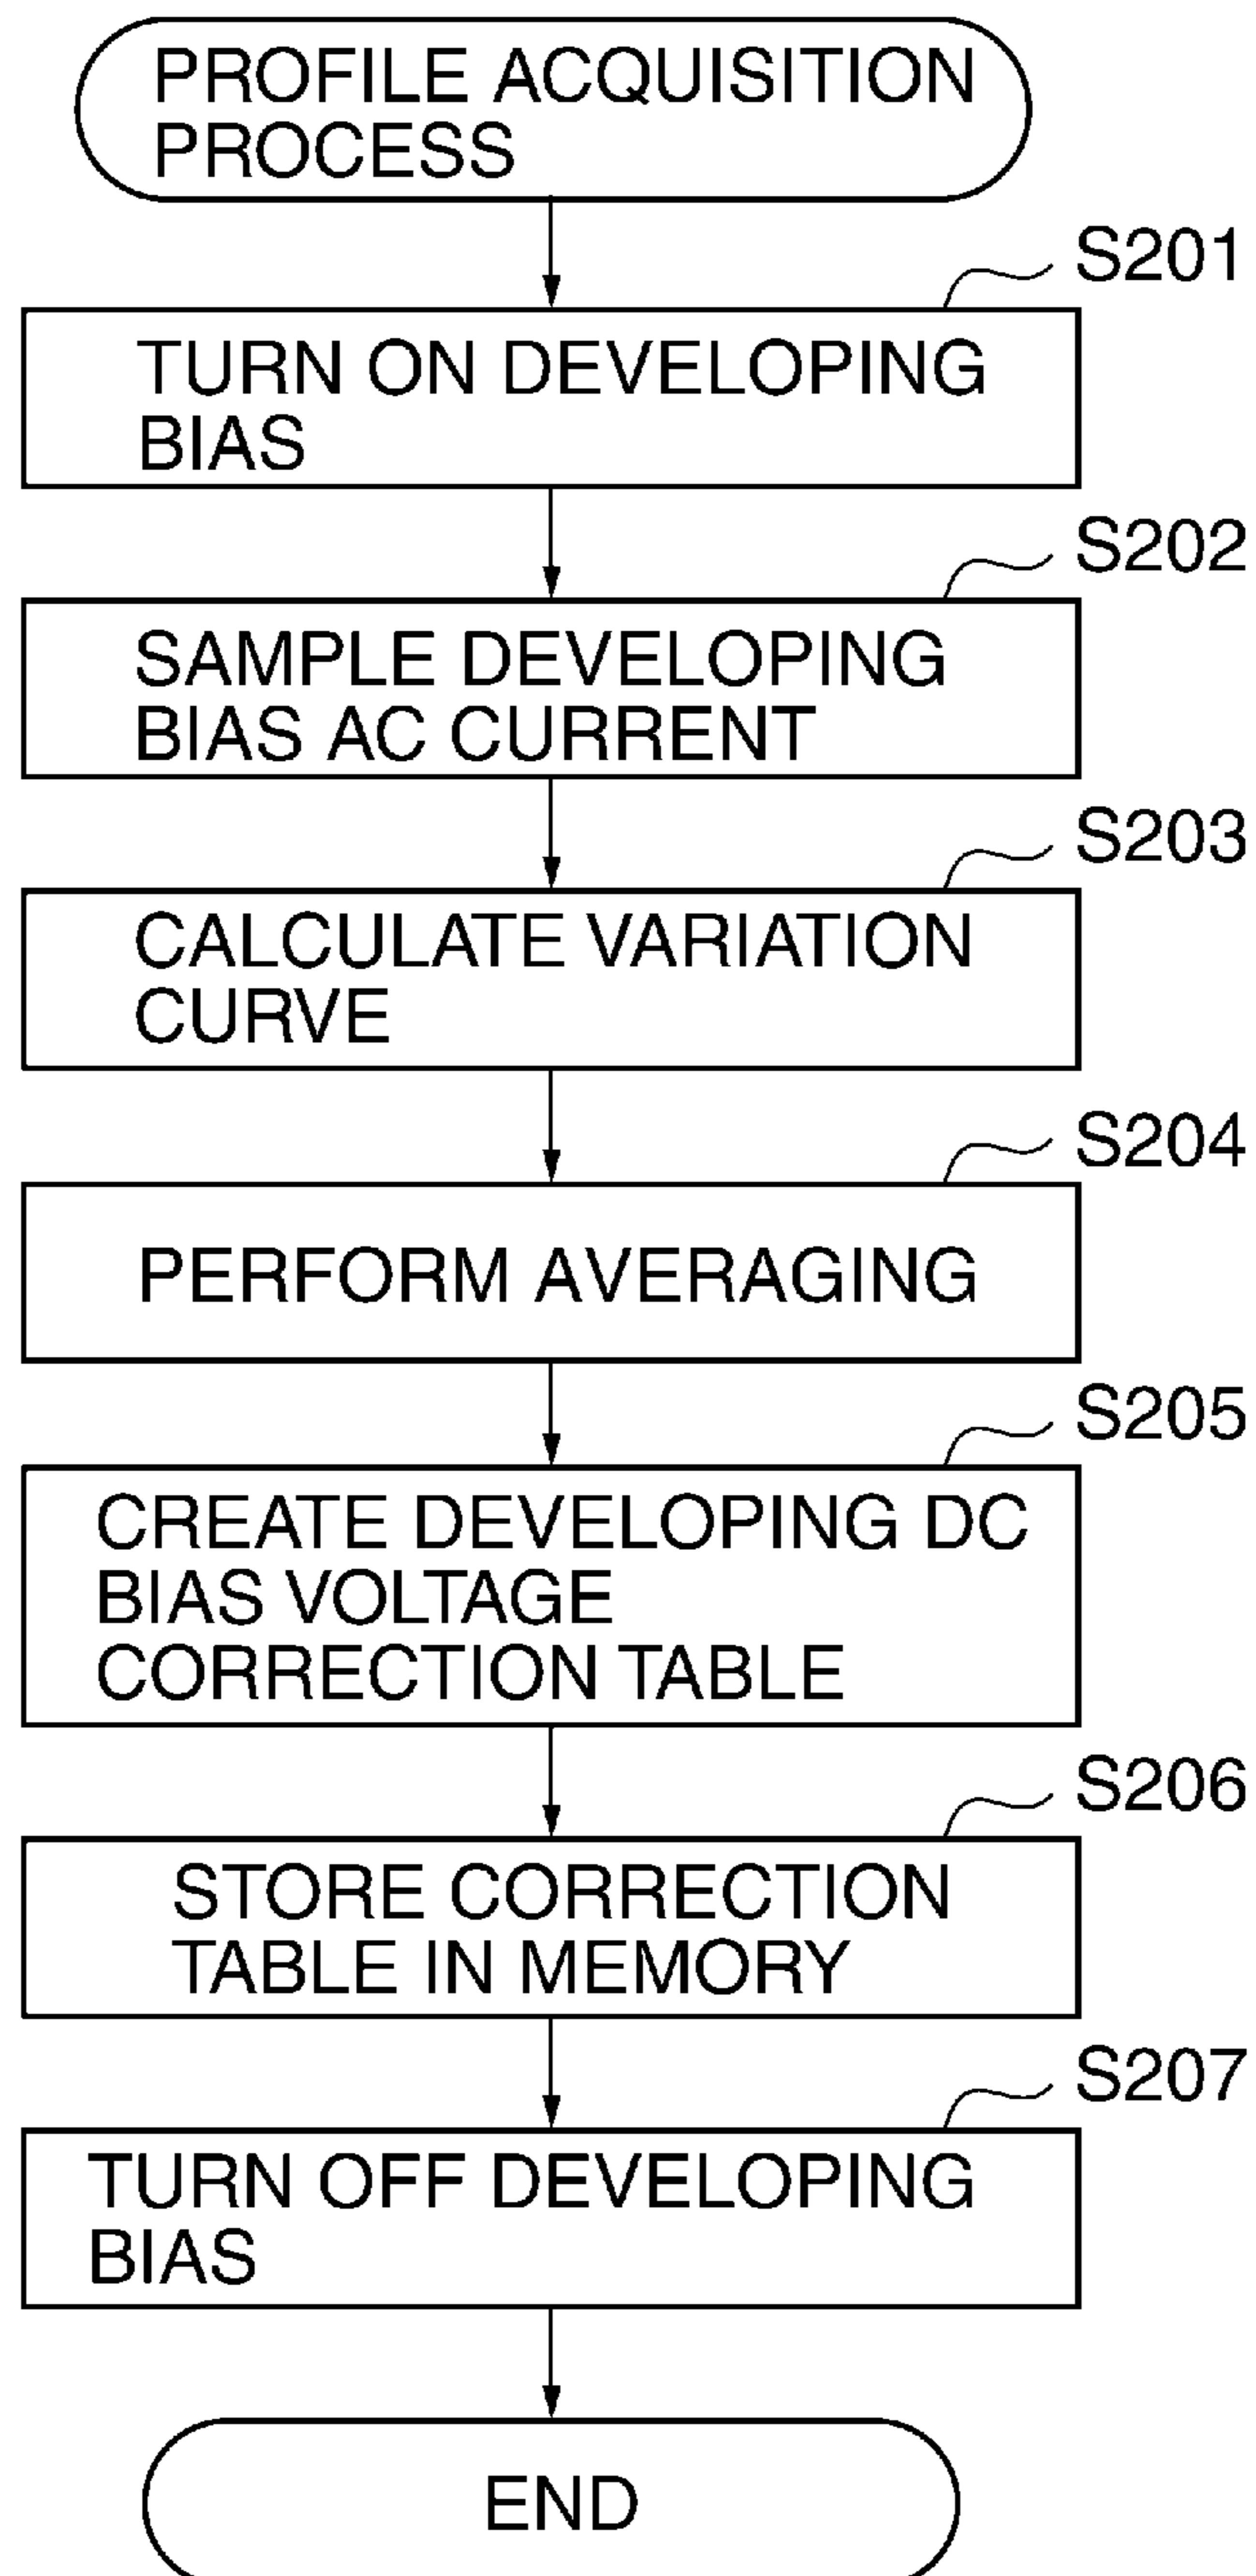 PROFILE ACQUISITION
PROCESS
S201
TURN ON DEVELOPING
BIAS
S202
SAMPLE DEVELOPING
BIAS AC CURRENT
S203
CALCULATE VARIATION
CURVE
S204
PERFORM AVERAGING
S205
CREATE DEVELOPING DC
BIAS VOLTAGE
CORRECTION TABLE
S206
STORE CORRECTION
TABLE IN MEMORY
S207
TURN OFF DEVELOPING
BIAS
END